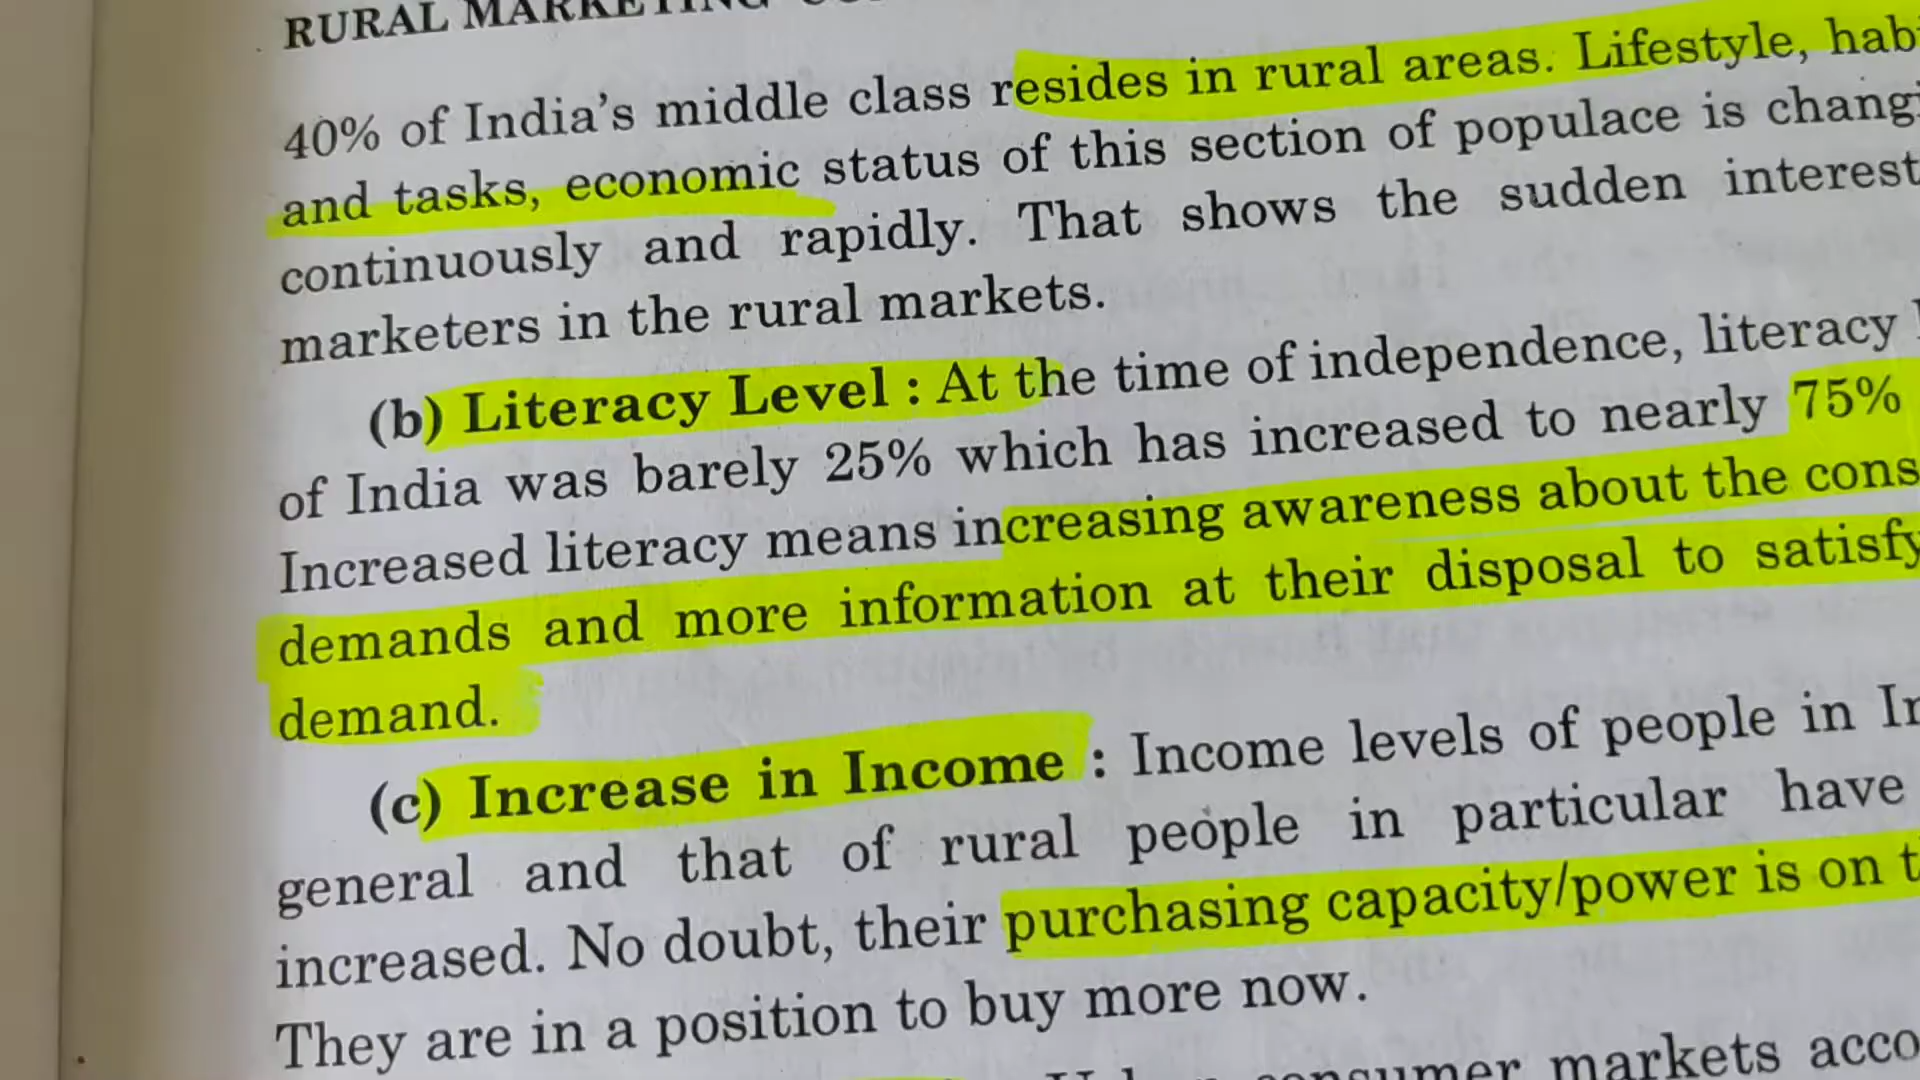 RURAL MARKETING
40% of India's middle class resides in rural areas. Lifestyle,
and tasks, economic status of this section of populace is
continuously and rapidly. That shows the sudden interest
marketers in the rural markets.
(b) Literacy Level : At the time of independence, literacy
of India was barely 25% which has increased to nearly 75%
Increased literacy means increasing awareness about the
demands and more information at their disposal to satisfy
demand.
(c) Increase in Income : Income levels of people in
general and that of rural people in particular have
increased. No doubt, their purchasing capacity/power is on
They are in a position to buy more now.
markets